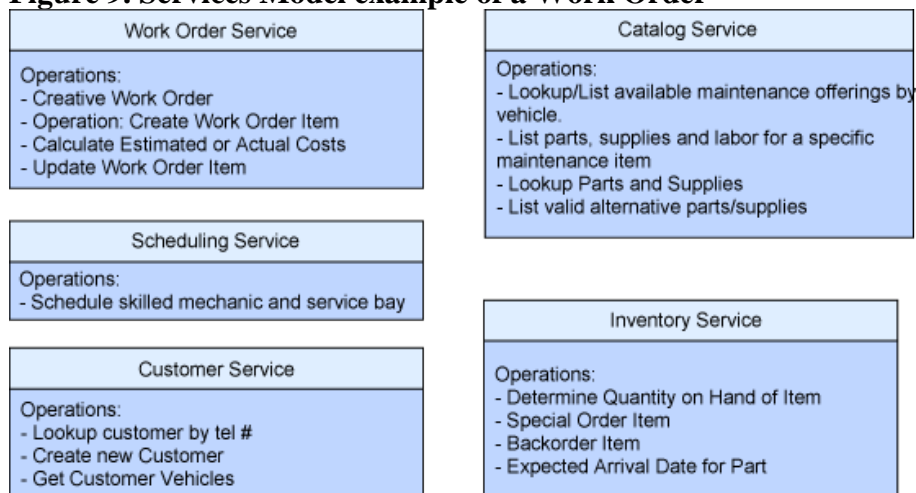 Figure 9. Services Model example of a Work Order
Work Order Service
Operations:
- Creative Work Order
- Operation: Create Work Order Item
- Calculate Estimated or Actual Costs
- Update Work Order Item
Scheduling Service
Operations:
- Schedule skilled mechanic and service bay
Customer Service
Operations:
- Lookup customer by tel #
- Create new Customer
- Get Customer Vehicles
Catalog Service
Operations:
- Lookup/List available maintenance offerings by
vehicle.
- List parts, supplies and labor for a specific
maintenance item
- Lookup Parts and Supplies
- List valid alternative parts/supplies
Inventory Service
Operations:
- Determine Quantity on Hand of Item
- Special Order Item
- Backorder Item
- Expected Arrival Date for Part